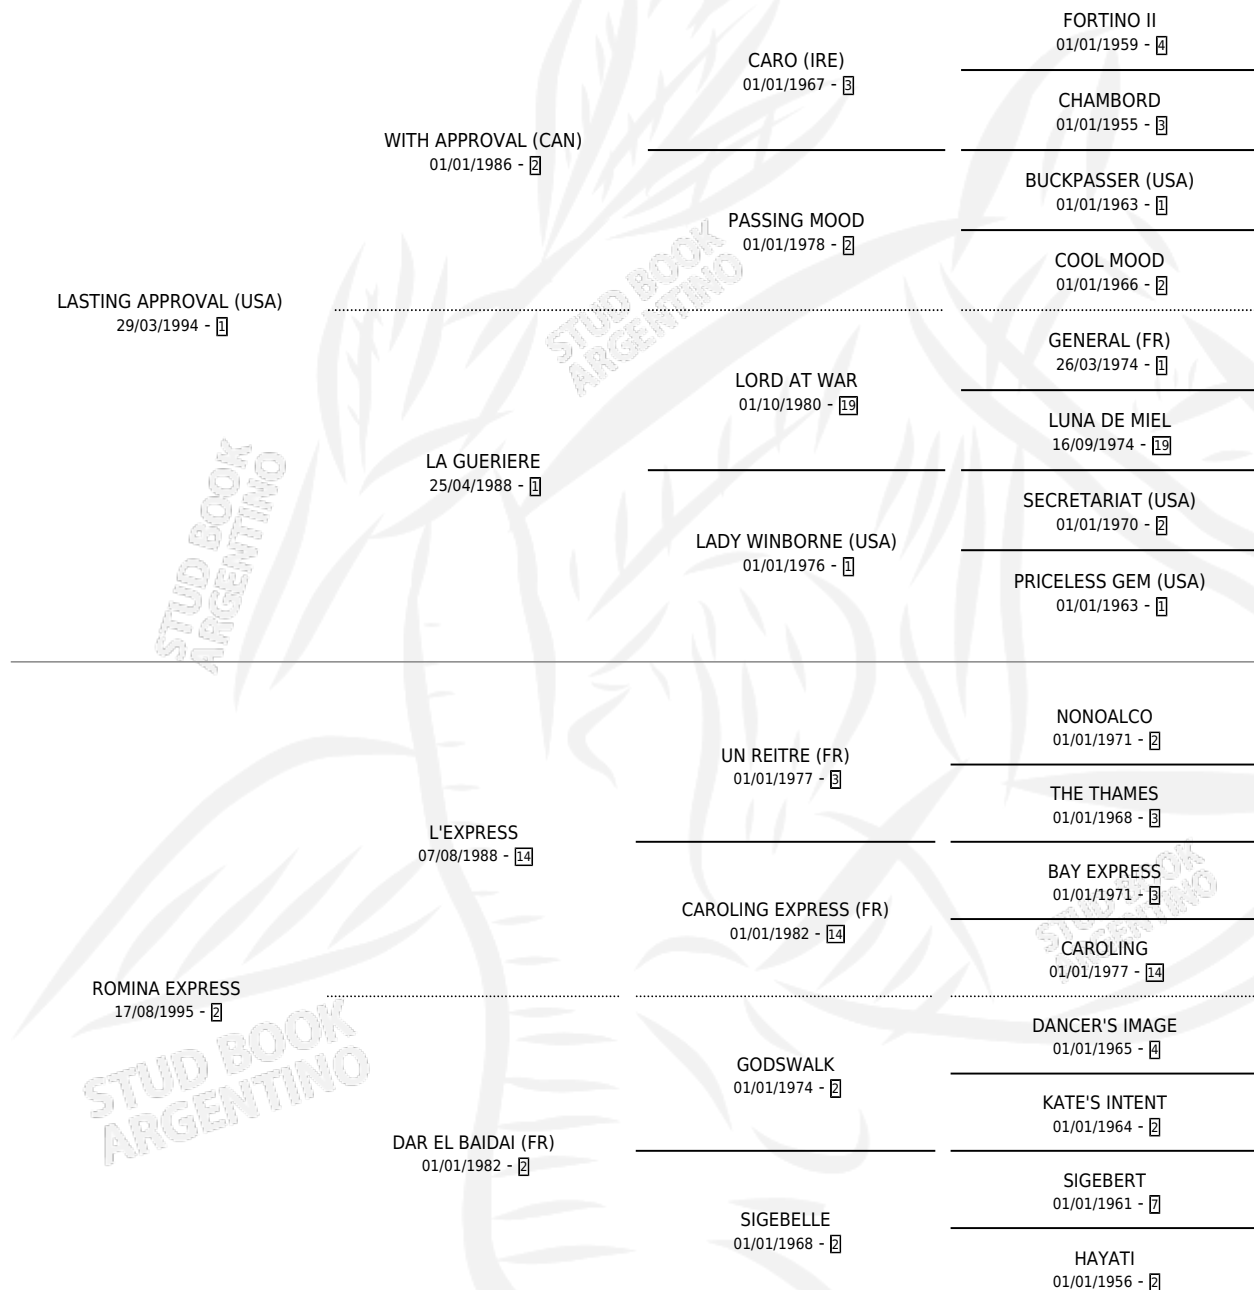 FORTINO II
01/01/1959 - 4
CARO (IRE)
01/01/1967 - 3
CHAMBORD
01/01/1955 - 3
WITH APPROVAL (CAN)
01/01/1986 - 2
BUCKPASSER (USA)
01/01/1963 - 1
PASSING MOOD
01/01/1978 - 2
COOL MOOD
01/01/1966 - 2
LASTING APPROVAL (USA)
29/03/1994 - 1
GENERAL (FR)
26/03/1974 - 1
LORD AT WAR
01/10/1980 - 19
LUNA DE MIEL
16/09/1974 - 19
LA GUERIERE
25/04/1988 - 1
SECRETARIAT (USA)
01/01/1970 - 2
LADY WINBORNE (USA)
01/01/1976 - 1
PRICELESS GEM (USA)
01/01/1963 - 1
STUD BOOK
ARGENTINO
STUD BOOK
ARGENTINO
NONOALCO
01/01/1971 - 2
UN REITRE (FR)
01/01/1977 - 3
THE THAMES
01/01/1968 - 3
L'EXPRESS
07/08/1988 - 14
BAY EXPRESS
01/01/1971 - 3
CAROLING EXPRESS (FR)
01/01/1982 - 14
CAROLING
01/01/1977 - 14
ROMINA EXPRESS
17/08/1995 - 2
DANCER'S IMAGE
01/01/1965 - 4
GODSWALK
01/01/1974 - 2
KATE'S INTENT
01/01/1964 - 2
DAR EL BAIDAI (FR)
01/01/1982 - 2
SIGEBERT
01/01/1961 - 7
SIGEBELLE
01/01/1968 - 2
HAYATI
01/01/1956 - 2
STUD BOOK
ARGENTINO
STUD BOOK
ARGENTINO